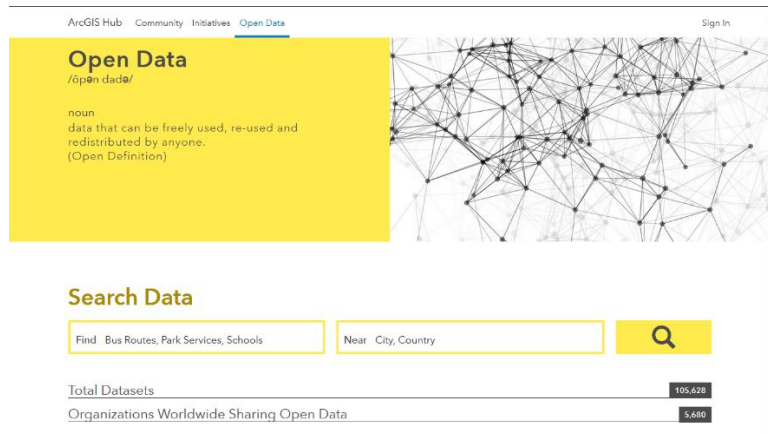 ArcGIS Hub Community Initiatives Open Data Sign In
Open Data
/ōpən dadə/
noun
data that can be freely used, re-used and
redistributed by anyone.
(Open Definition)
Search Data
Find Bus Routes, Park Services, Schools
Near City, Country
Total Datasets 105,628
Organizations Worldwide Sharing Open Data 5,680